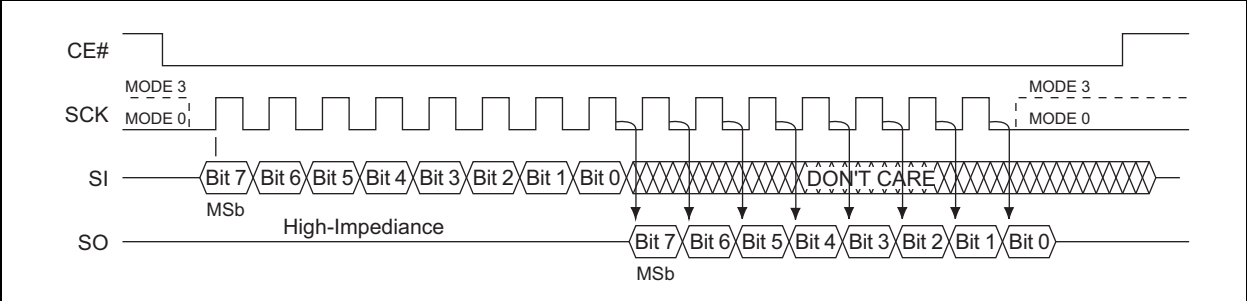 CE#
MODE 3 MODE 3
SCK
MODE 0 MODE 0
SI Bit 7 Bit 6 Bit 5 Bit 4 Bit 3 Bit 2 Bit 1 Bit 0 DON'T CARE
MSb
High-Impediance
SO Bit 7 Bit 6 Bit 5 Bit 4 Bit 3 Bit 2 Bit 1 Bit 0
MSb